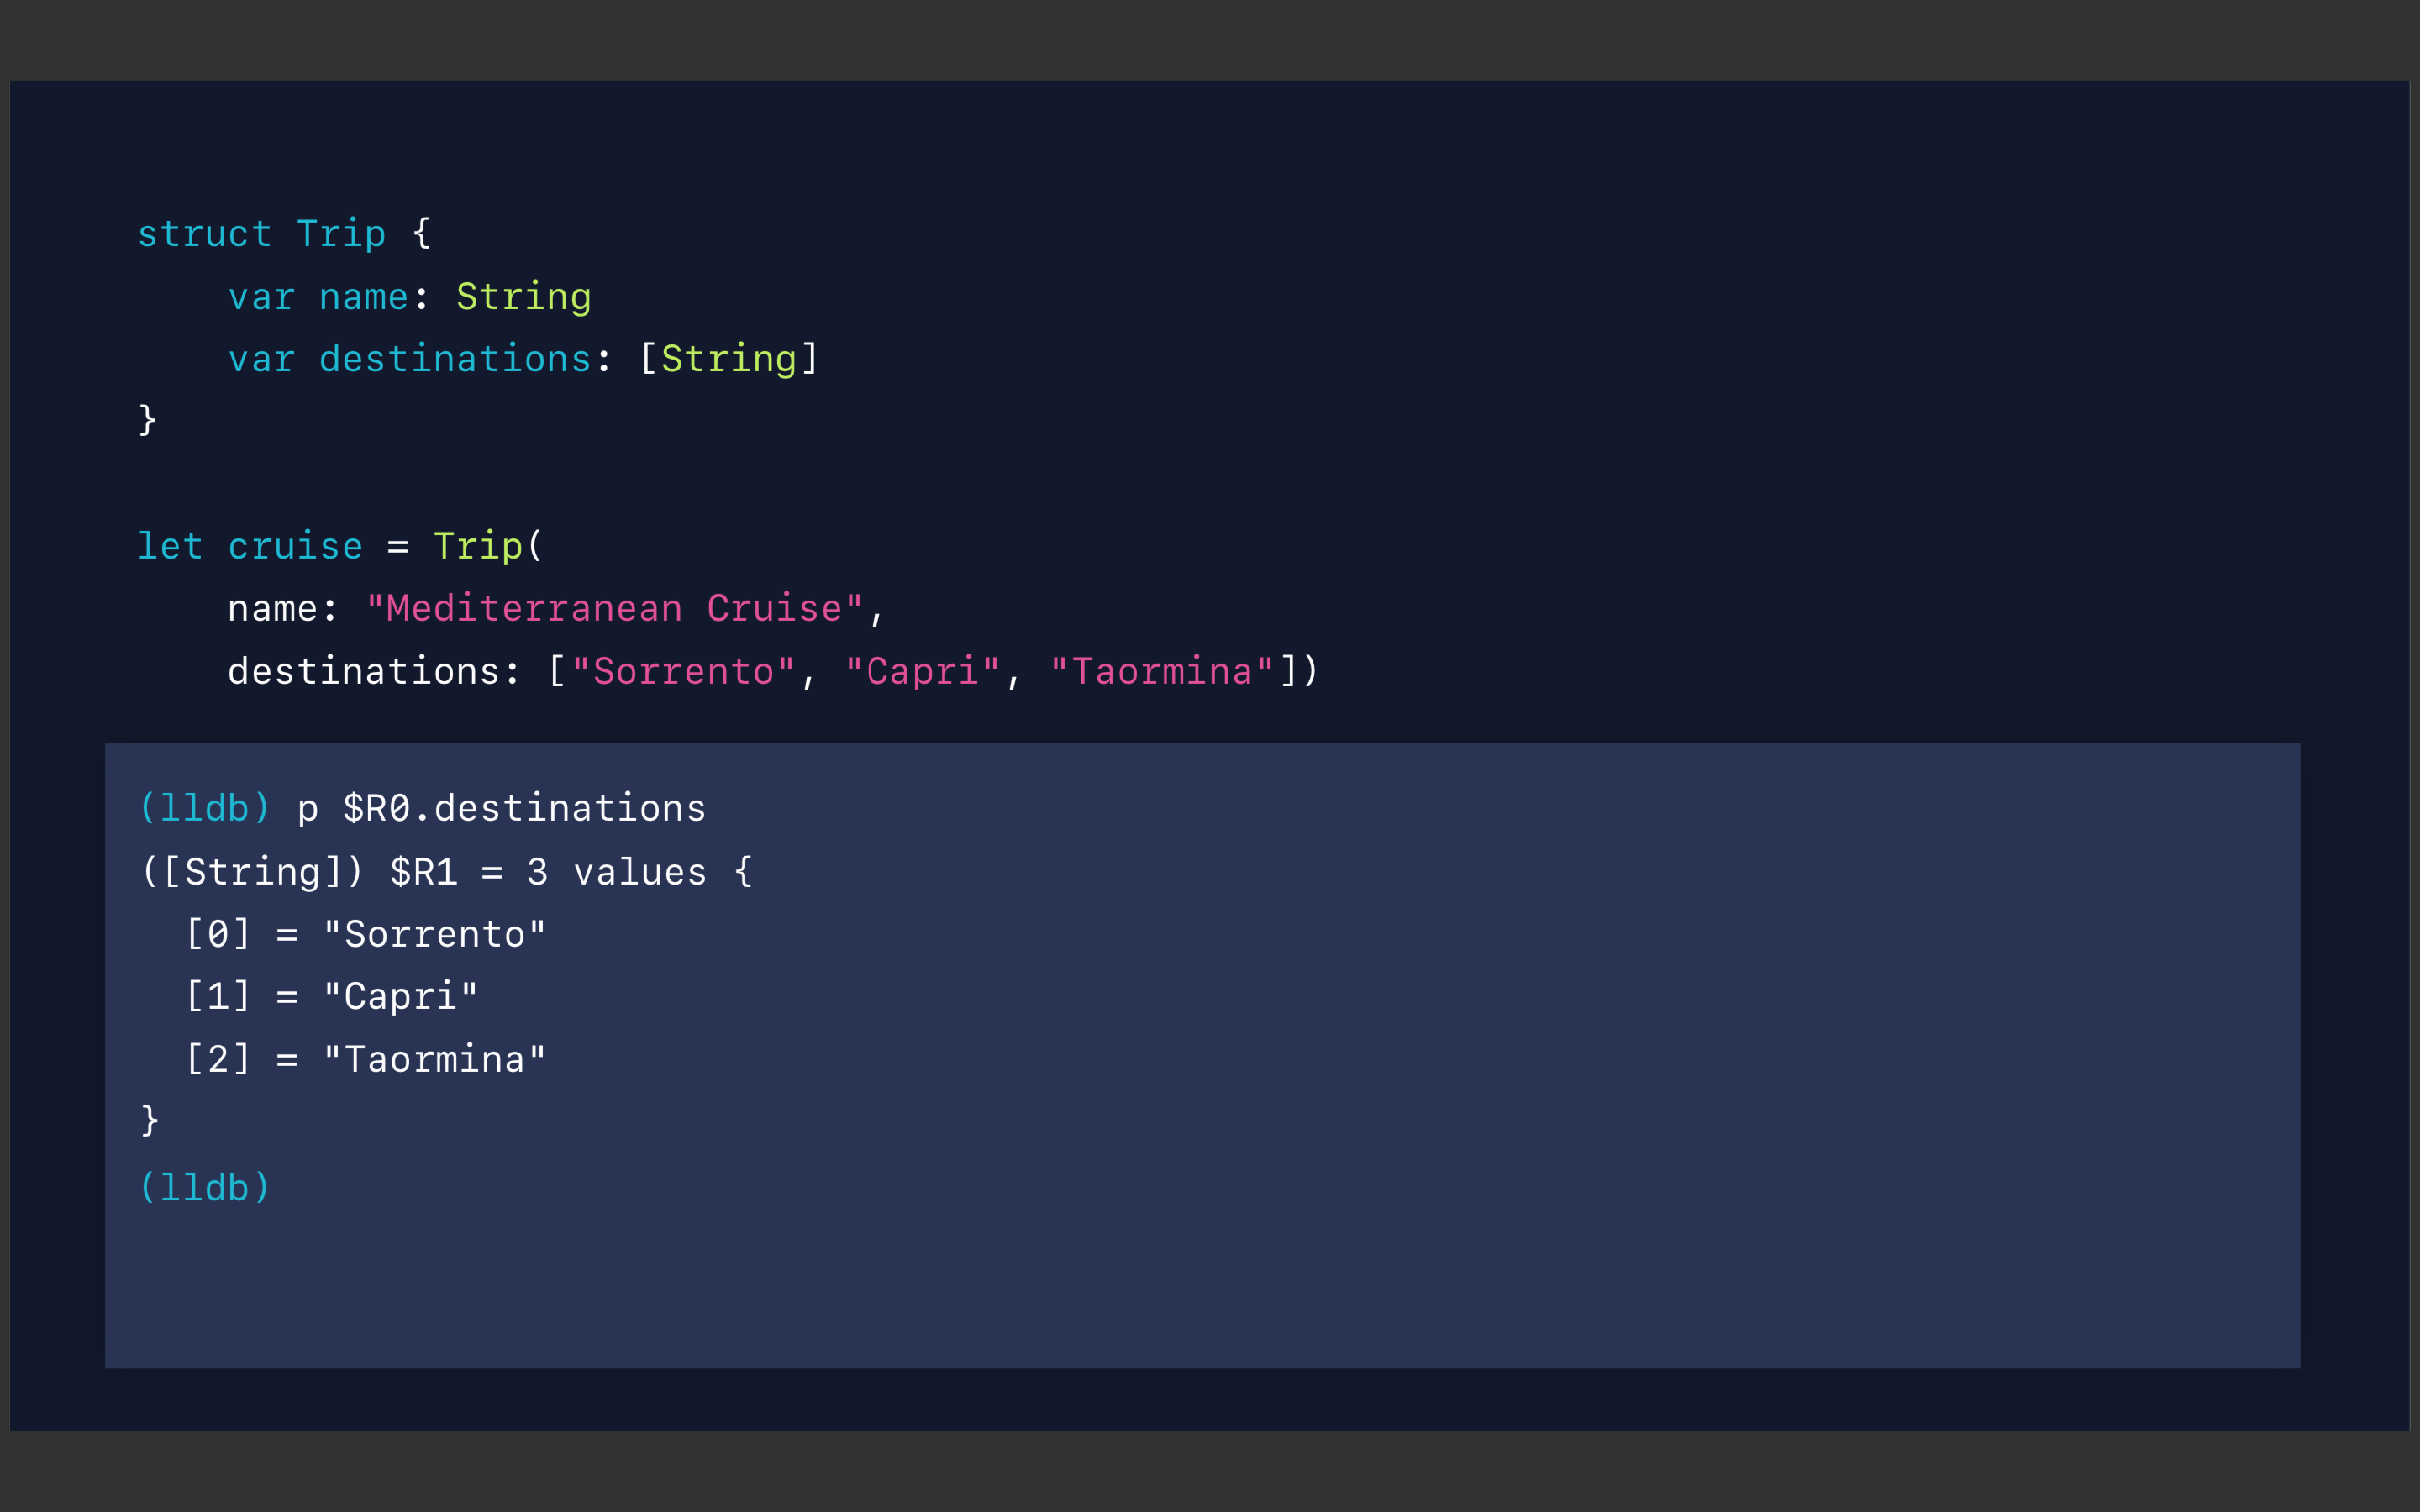 struct Trip {
    var name: String
    var destinations: [String]
}
let cruise = Trip(
    name: "Mediterranean Cruise",
    destinations: ["Sorrento", "Capri", "Taormina"])
(lldb) p $R0.destinations
([String]) $R1 = 3 values {
  [0] = "Sorrento"
  [1] = "Capri"
  [2] = "Taormina"
}
(lldb)